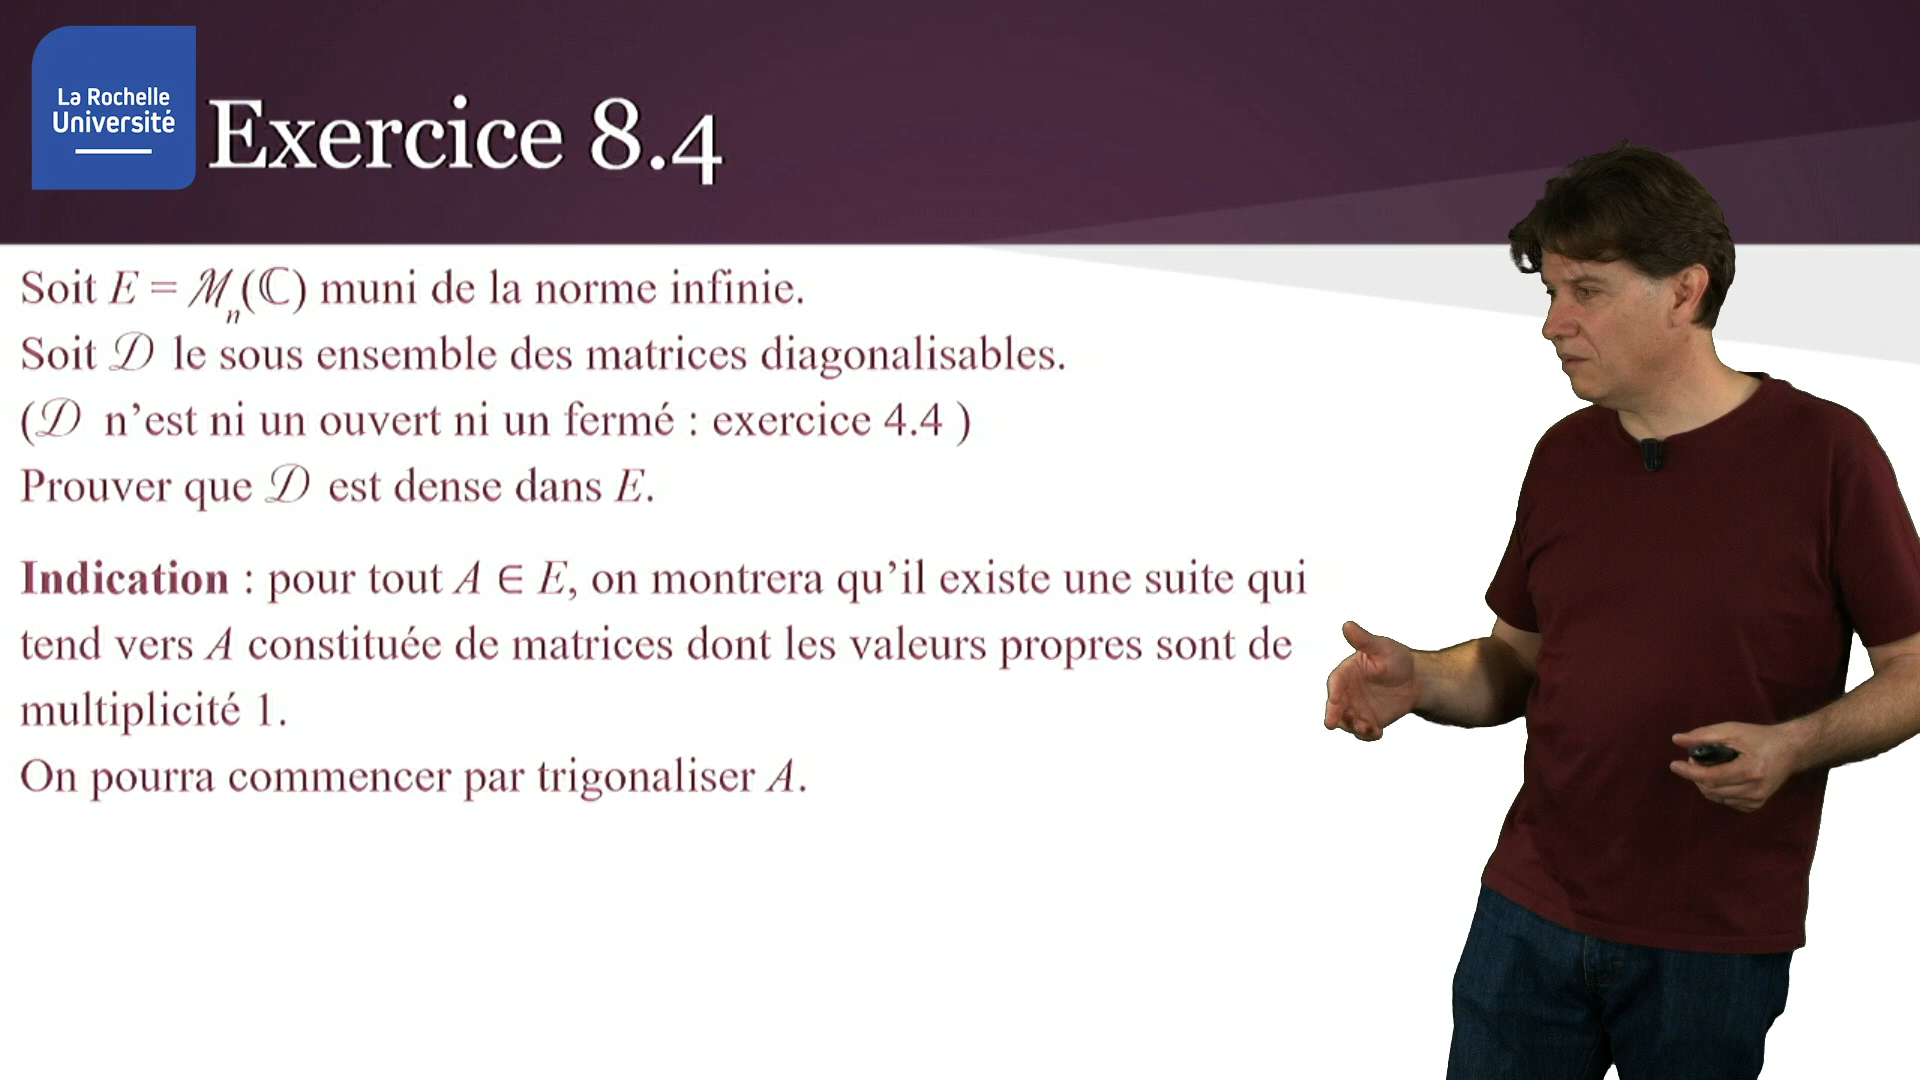 La Rochelle
Université
Exercice 8.4
Soit E = ℳn(ℂ) muni de la norme infinie.
Soit 𝒟 le sous ensemble des matrices diagonalisables.
(𝒟 n’est ni un ouvert ni un fermé : exercice 4.4 )
Prouver que 𝒟 est dense dans E.
Indication : pour tout A ∈ E, on montrera qu’il existe une suite qui
tend vers A constituée de matrices dont les valeurs propres sont de
multiplicité 1.
On pourra commencer par trigonaliser A.